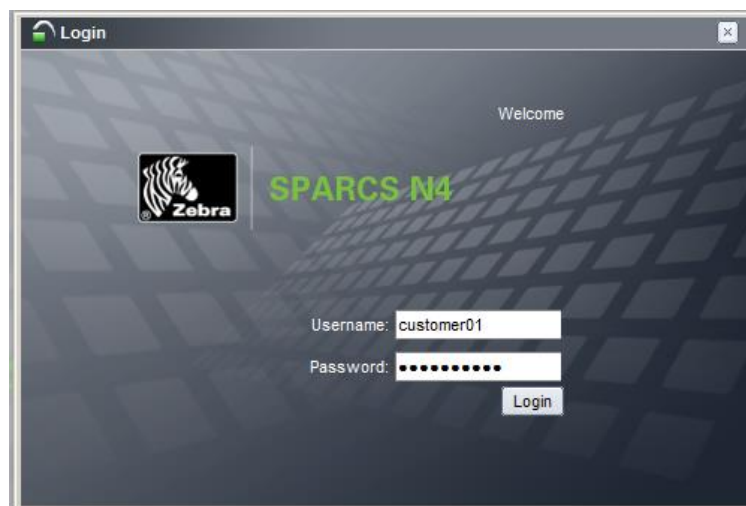 Login
Welcome
Zebra
®
SPARCS N4
Username: customer01
Password: ••••••••••
Login